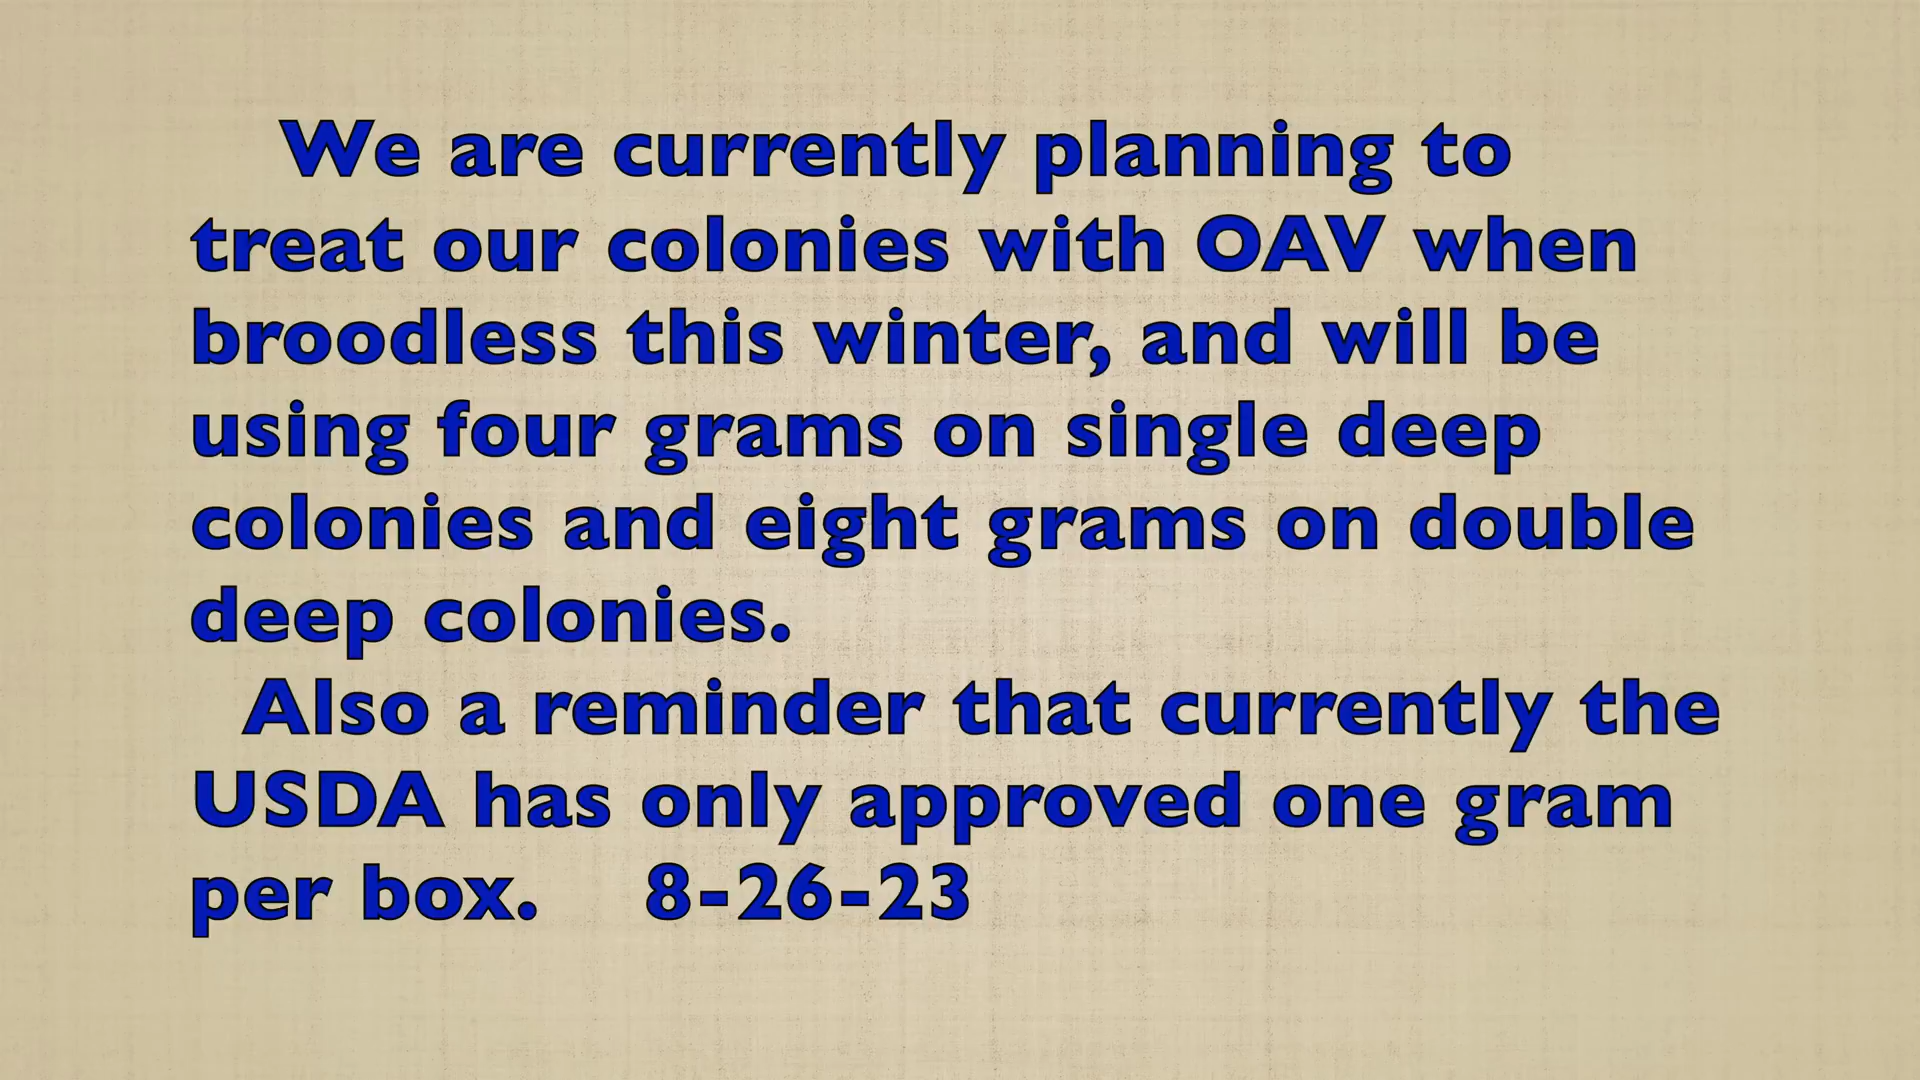 We are currently planning to
treat our colonies with OAV when
broodless this winter, and will be
using four grams on single deep
colonies and eight grams on double
deep colonies.
Also a reminder that currently the
USDA has only approved one gram
per box. 8-26-23